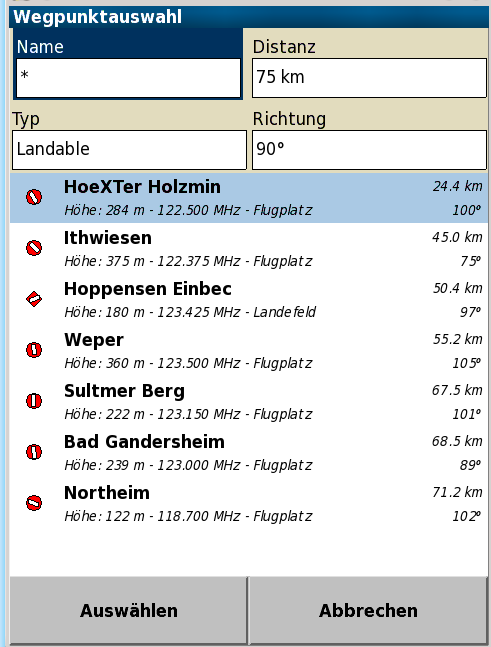 Wegpunktauswahl
Name Distanz
* 75 km
Typ Richtung
Landable 90°
HoeXTer Holzmin 24.4 km
Höhe: 284 m - 122.500 MHz - Flugplatz 100°
Ithwiesen 45.0 km
Höhe: 375 m - 122.375 MHz - Flugplatz 75°
Hoppensen Einbec 50.4 km
Höhe: 180 m - 123.425 MHz - Landefeld 97°
Weper 55.2 km
Höhe: 360 m - 123.500 MHz - Flugplatz 105°
Sultmer Berg 67.5 km
Höhe: 222 m - 123.150 MHz - Flugplatz 101°
Bad Gandersheim 68.5 km
Höhe: 239 m - 123.000 MHz - Flugplatz 89°
Northeim 71.2 km
Höhe: 122 m - 118.700 MHz - Flugplatz 102°
Auswählen Abbrechen